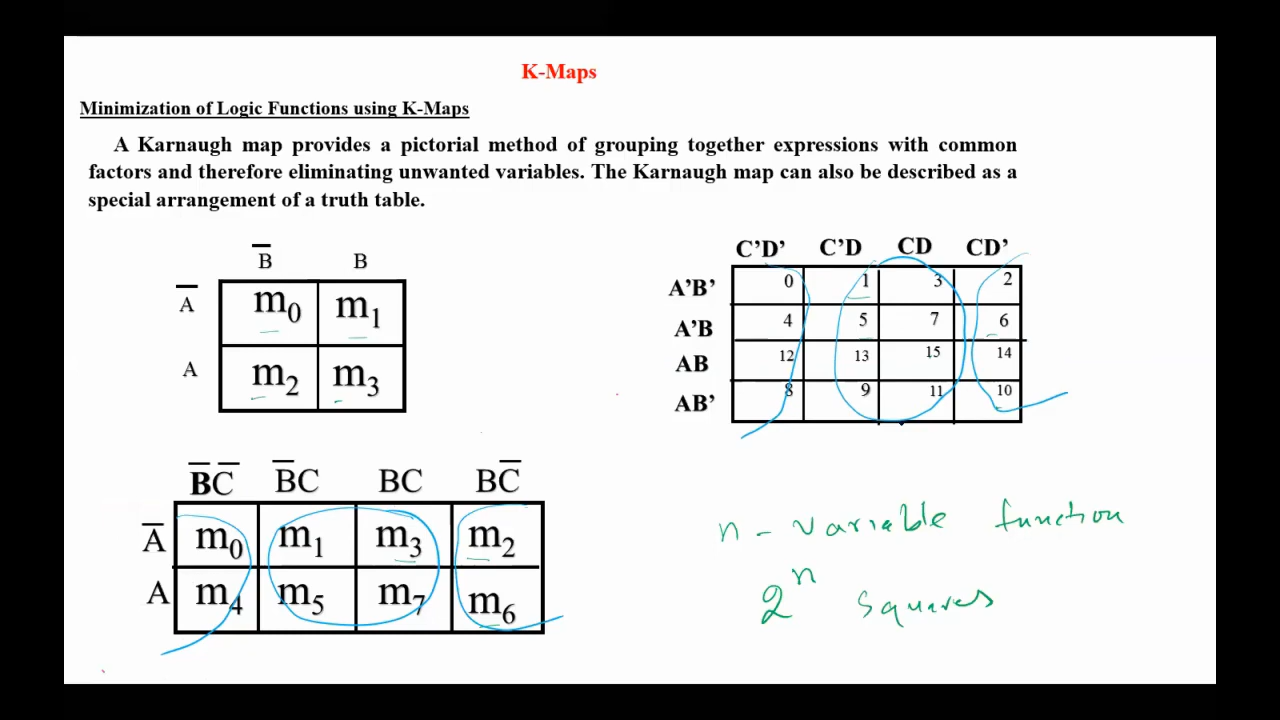 K-Maps
Minimization of Logic Functions using K-Maps
A Karnaugh map provides a pictorial method of grouping together expressions with common
factors and therefore eliminating unwanted variables. The Karnaugh map can also be described as a
special arrangement of a truth table.
B̅ B
A̅ m₀ m₁
A m₂ m₃
C’D’ C’D CD CD’
A’B’ 0 1 3 2
A’B 4 5 7 6
AB 12 13 15 14
AB’ 8 9 11 10
B̅C̅ B̅C BC BC̅
A̅ m₀ m₁ m₃ m₂
A m₄ m₅ m₇ m₆
n - variable function
2ⁿ squares